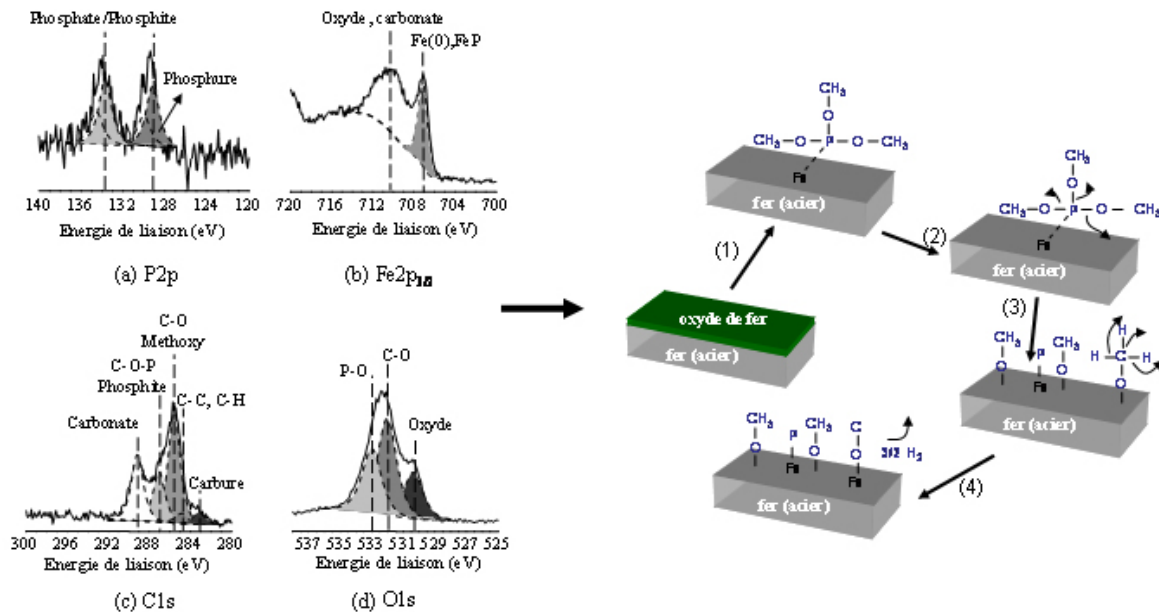 Phosphate/Phosphite
Phosphure
140 136 132 128 124 120
Energie de liaison (eV)
(a) P2p
Oxyde, carbonate
Fe(0),FeP
720 716 712 708 704 700
Energie de liaison (eV)
(b) Fe2p3/2
C-O
Methoxy
C-O-P
Phosphite
C-C, C-H
Carbonate
Carbure
300 296 292 288 284 280
Energie de liaison (eV)
(c) C1s
C-O
P-O
Oxyde
537 535 533 531 529 527 525
Energie de liaison (eV)
(d) O1s
oxyde de fer
fer (acier)
(1)
CH3
O
CH3 O P O CH3
Fe
fer (acier)
(2)
CH3
O
CH3 O P O CH3
Fe
fer (acier)
(3)
H
CH3 P CH3 H C H
O Fe O O
fer (acier)
(4)
CH3 P CH3 C
O Fe O O 3/2 H2
Fe
fer (acier)